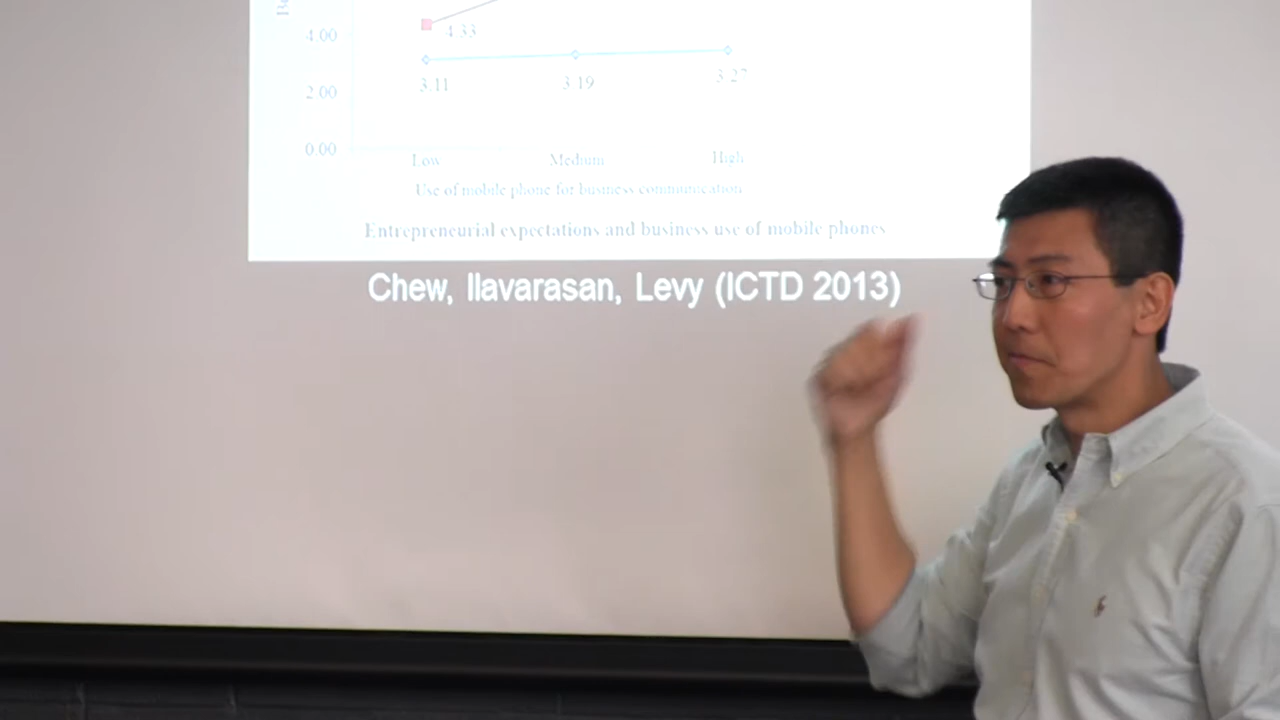 4.00
4.33
2.00
3.11 3.19 3.27
0.00
Low Medium High
Use of mobile phone for business communication
Entrepreneurial expectations and business use of mobile phones
Chew, Ilavarasan, Levy (ICTD 2013)